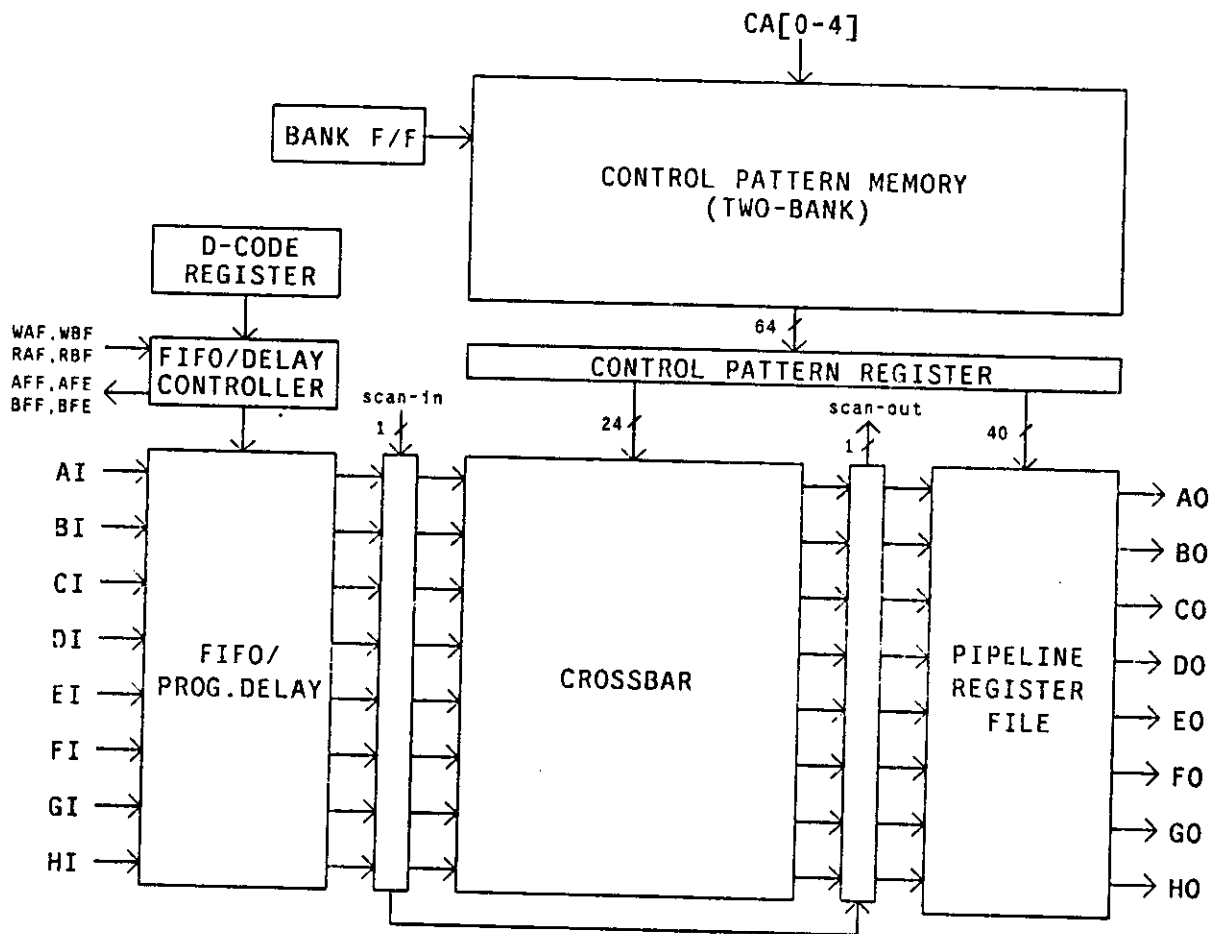 CA[0-4]
BANK F/F
CONTROL PATTERN MEMORY
(TWO-BANK)
D-CODE
REGISTER
64
WAF,WBF
RAF,RBF
AFF,AFE
BFF,BFE
FIFO/DELAY
CONTROLLER
CONTROL PATTERN REGISTER
scan-in
1
24
scan-out
1
40
AI
BI
CI
DI
EI
FI
GI
HI
FIFO/
PROG.DELAY
CROSSBAR
PIPELINE
REGISTER
FILE
AO
BO
CO
DO
EO
FO
GO
HO